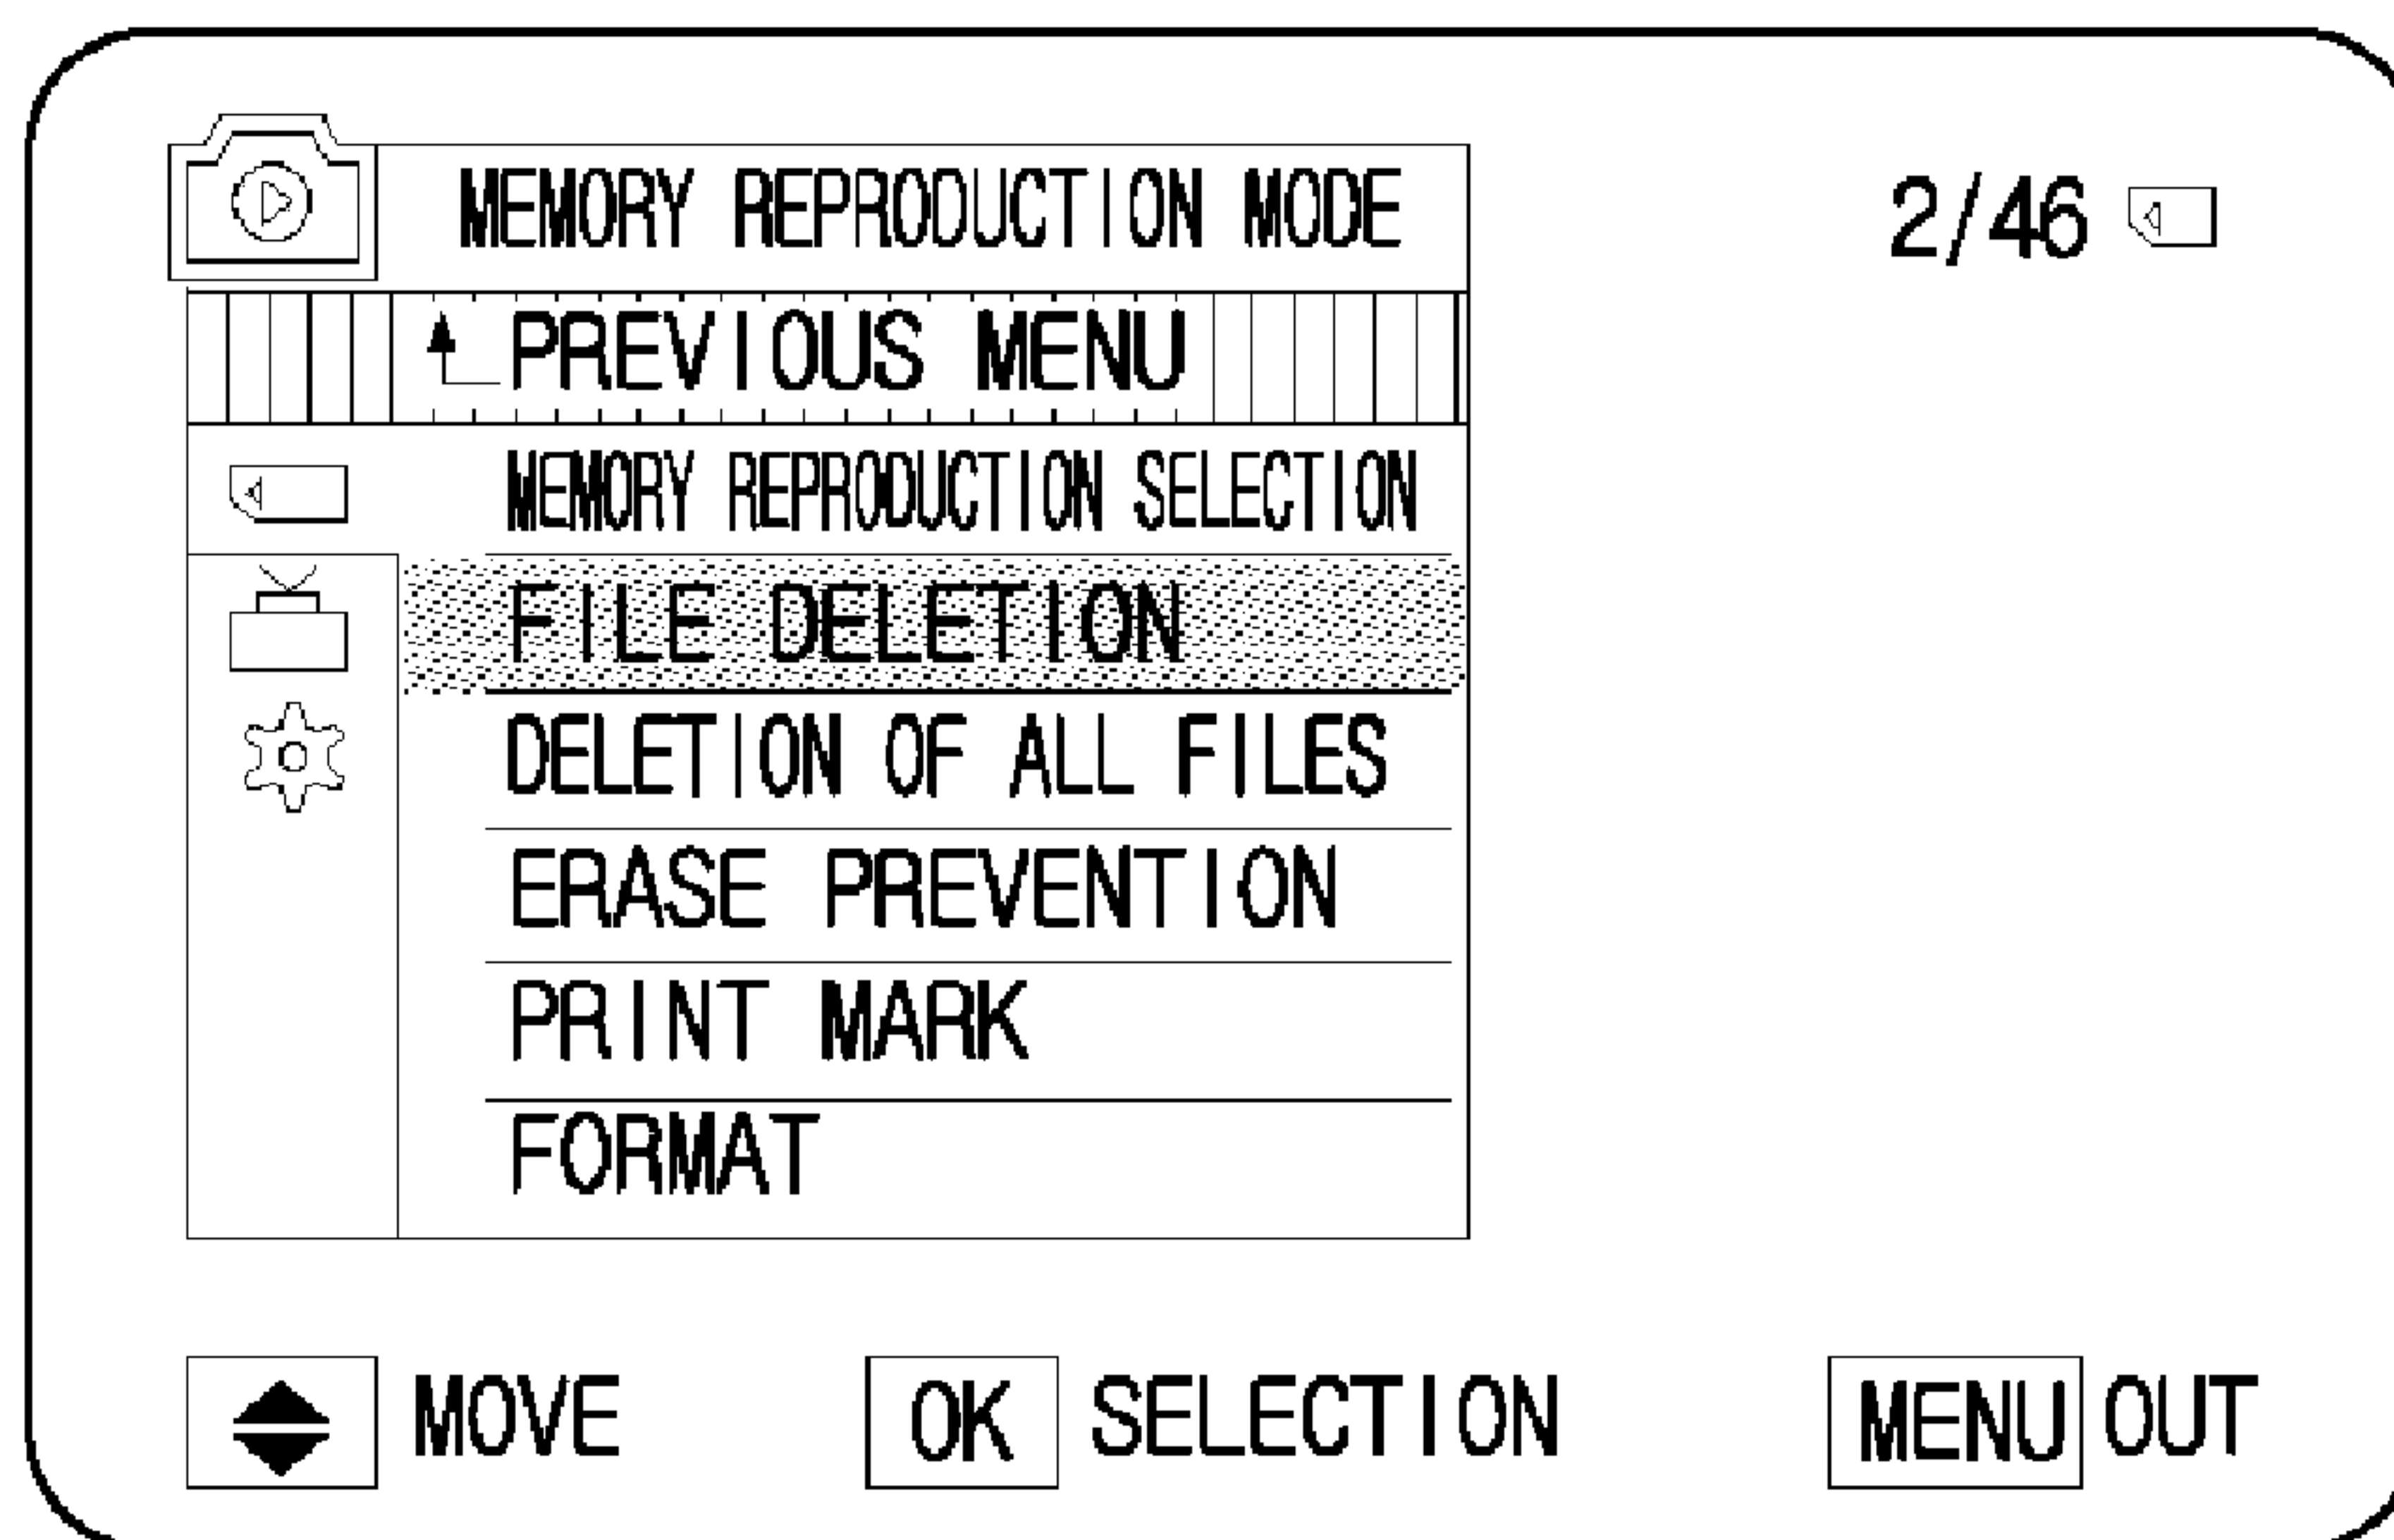 MEMORY REPRODUCTION MODE
2/46
PREVIOUS MENU
MEMORY REPRODUCTION SELECTION
FILE DELETION
DELETION OF ALL FILES
ERASE PREVENTION
PRINT MARK
FORMAT
MOVE OK SELECTION MENU OUT